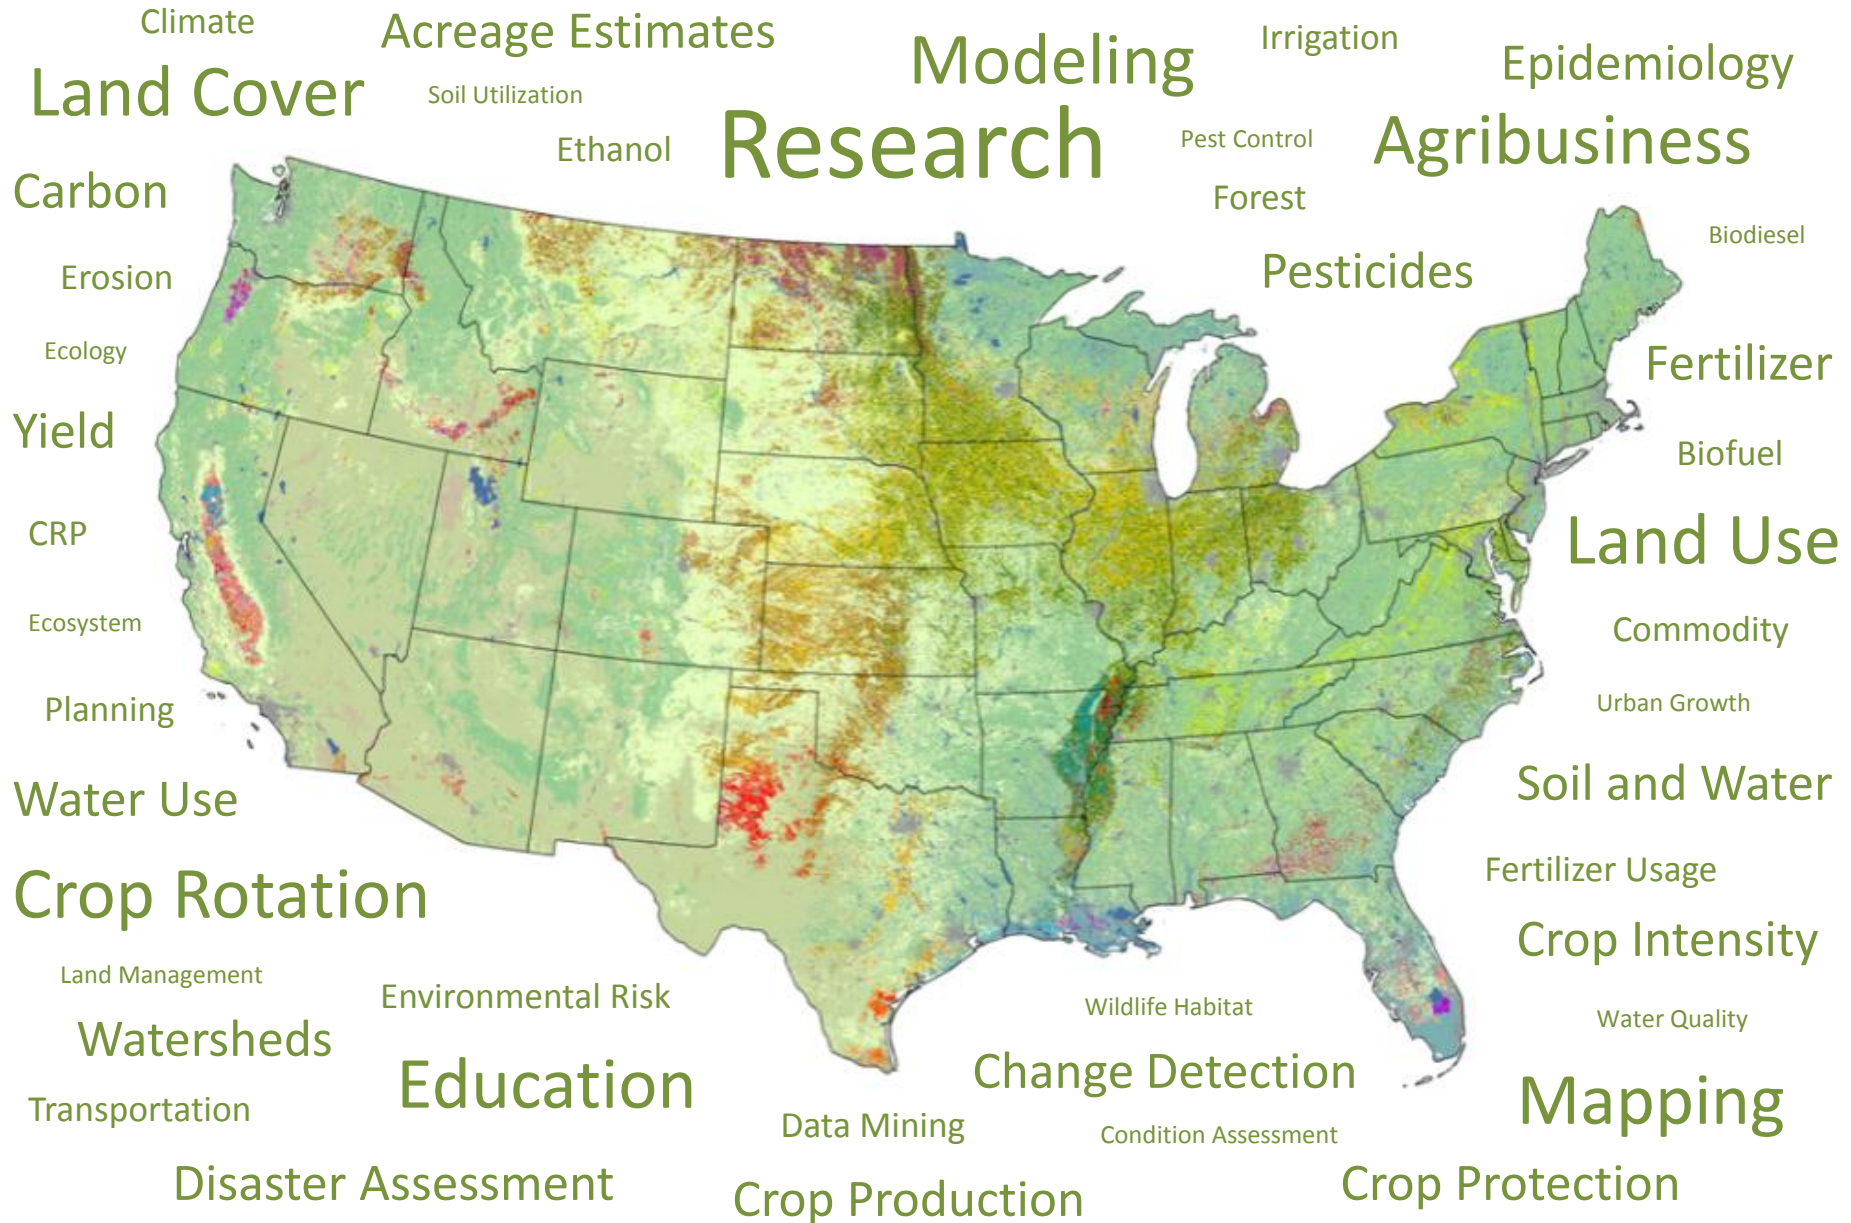 Climate
Acreage Estimates
Modeling
Irrigation
Epidemiology
Land Cover
Soil Utilization
Research
Pest Control
Agribusiness
Ethanol
Carbon
Forest
Biodiesel
Erosion
Pesticides
Ecology
Fertilizer
Yield
Biofuel
CRP
Land Use
Ecosystem
Commodity
Planning
Urban Growth
Water Use
Soil and Water
Crop Rotation
Fertilizer Usage
Crop Intensity
Land Management
Environmental Risk
Wildlife Habitat
Water Quality
Watersheds
Education
Change Detection
Mapping
Transportation
Data Mining
Condition Assessment
Disaster Assessment
Crop Production
Crop Protection